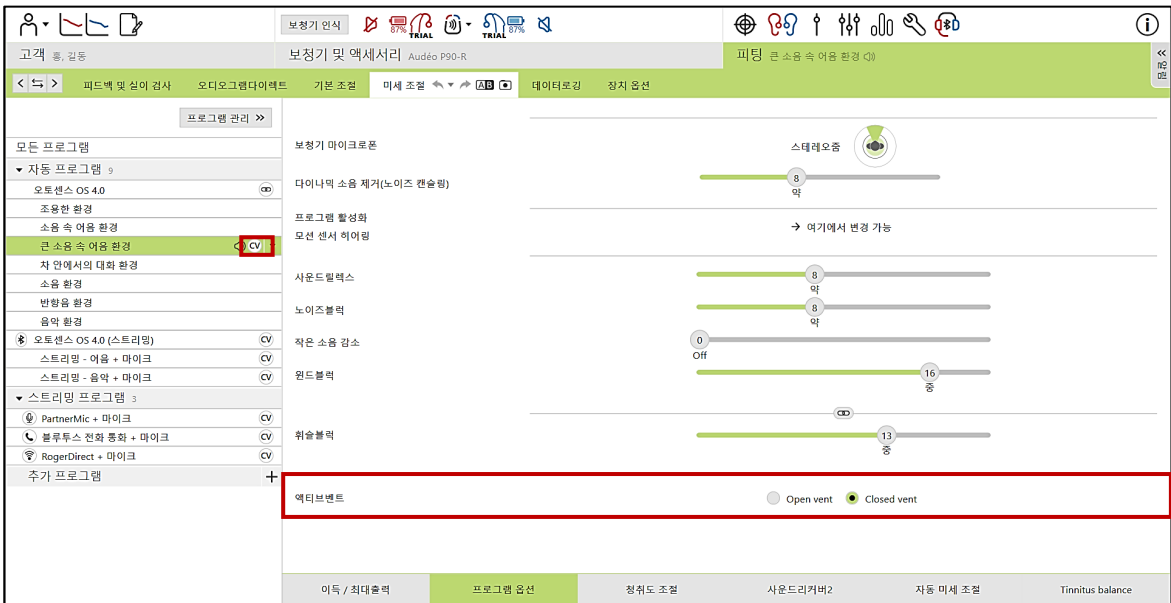 보청기 인식 87% TRIAL 87% TRIAL
고객 홍, 길동 보청기 및 액세서리 Audéo P90-R 피팅 큰 소음 속 어음 환경
알림
피드백 및 실이 검사 오디오그램다이렉트 기본 조절 미세 조절 AB 데이터로깅 장치 옵션
프로그램 관리
모든 프로그램
자동 프로그램 9
오토센스 OS 4.0
조용한 환경
소음 속 어음 환경
큰 소음 속 어음 환경 CV
차 안에서의 대화 환경
소음 환경
반향음 환경
음악 환경
오토센스 OS 4.0 (스트리밍) CV
스트리밍 - 어음 + 마이크 CV
스트리밍 - 음악 + 마이크 CV
스트리밍 프로그램 3
PartnerMic + 마이크 CV
블루투스 전화 통화 + 마이크 CV
RogerDirect + 마이크 CV
추가 프로그램 +
보청기 마이크로폰 스테레오줌
다이나믹 소음 제거(노이즈 캔슬링) 8
약
프로그램 활성화
모션 센서 히어링 → 여기에서 변경 가능
사운드릴렉스 8
약
노이즈블럭 8
약
작은 소음 감소 0
Off
윈드블럭 16
중
휘슬블럭 13
중
액티브벤트 Open vent Closed vent
이득 / 최대출력 프로그램 옵션 청취도 조절 사운드리커버2 자동 미세 조절 Tinnitus balance